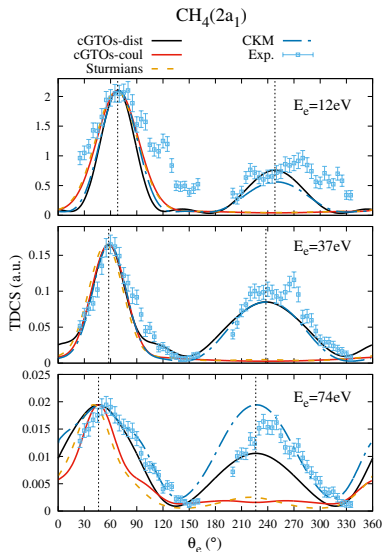 CH₄(2a₁)
cGTOs-dist
cGTOs-coul
Sturmians
CKM
Exp.
2
1.5
1
0.5
0
Eₑ=12eV
0.15
0.1
0.05
0
Eₑ=37eV
TDCS (a.u.)
0.025
0.02
0.015
0.01
0.005
0
Eₑ=74eV
0 30 60 90 120 150 180 210 240 270 300 330 360
θₑ (°)